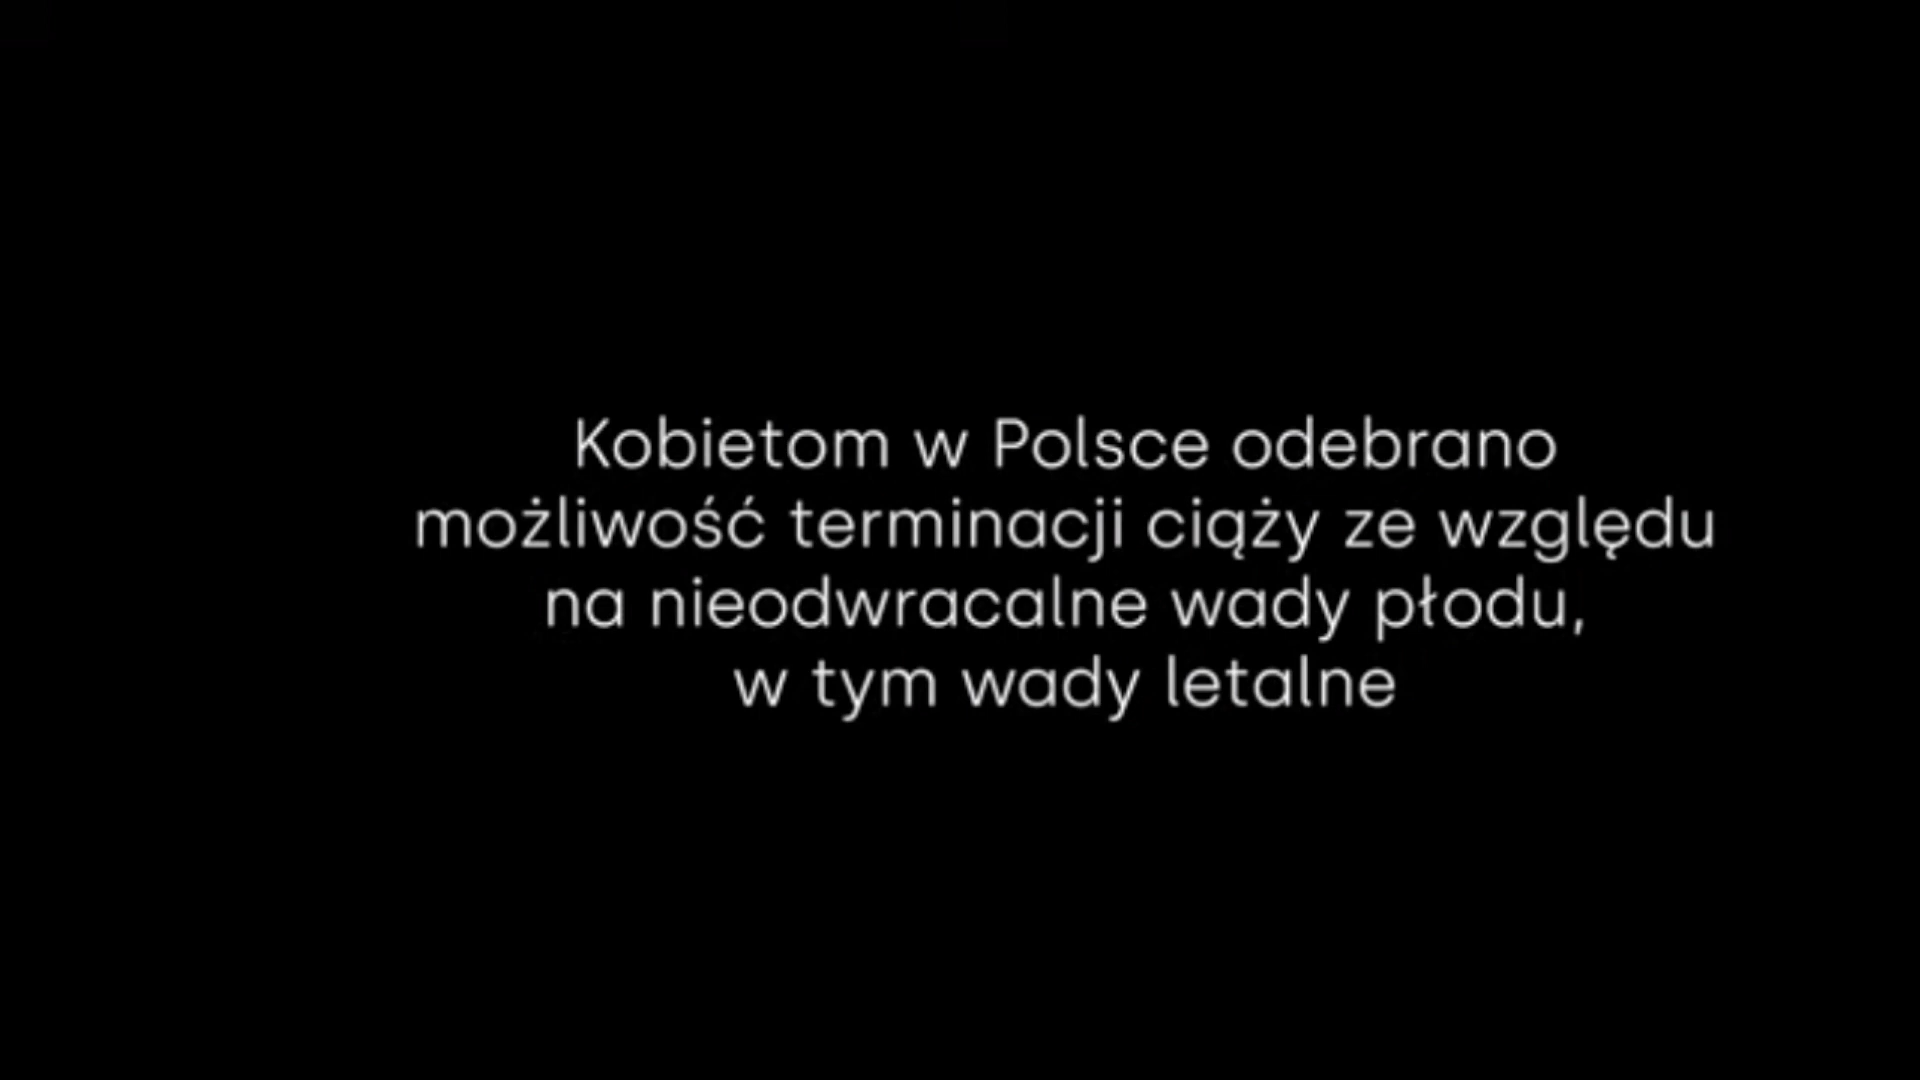 Kobietom w Polsce odebrano
możliwość terminacji ciąży ze względu
na nieodwracalne wady płodu,
w tym wady letalne